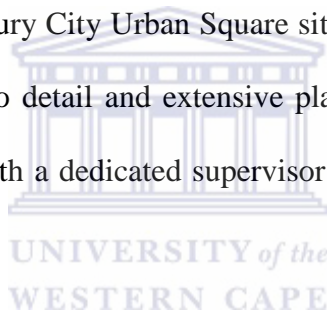 ury City Urban Square sit
o detail and extensive pla
th a dedicated supervisor
UNIVERSITY of the
WESTERN CAPE